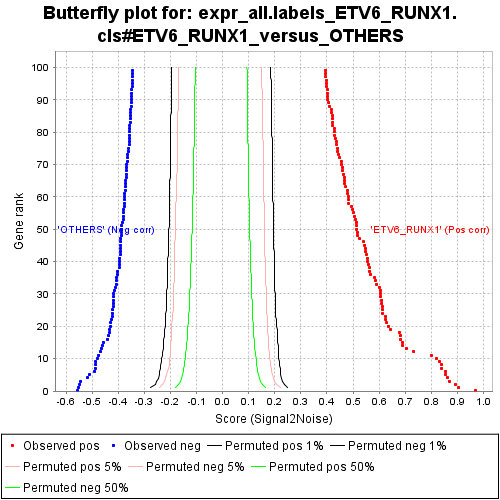 Butterfly plot for: expr_all.labels_ETV6_RUNX1.
cls#ETV6_RUNX1_versus_OTHERS
Gene rank
100
90
80
70
60
50
40
30
20
10
0
'OTHERS' (Neg corr)
'ETV6_RUNX1' (Pos corr)
-0.6 -0.5 -0.4 -0.3 -0.2 -0.1 0.0 0.1 0.2 0.3 0.4 0.5 0.6 0.7 0.8 0.9 1.0
Score (Signal2Noise)
Observed pos Observed neg Permuted pos 1% Permuted neg 1%
Permuted pos 5% Permuted neg 5% Permuted pos 50%
Permuted neg 50%